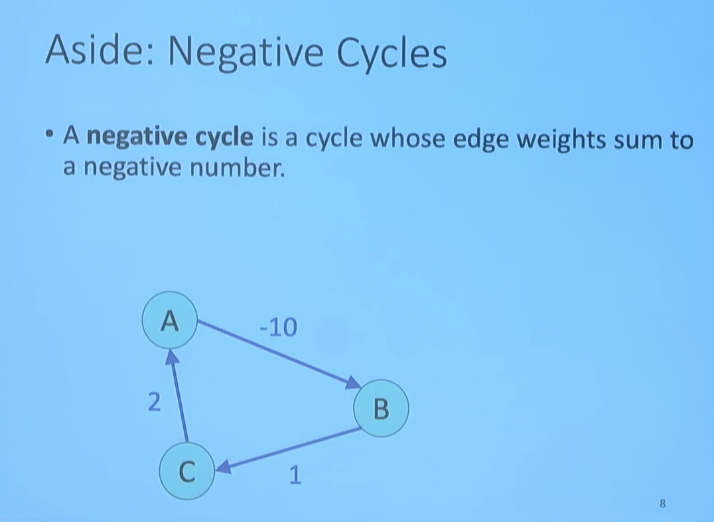 Aside: Negative Cycles
• A negative cycle is a cycle whose edge weights sum to
a negative number.
A
-10
2
B
C
1
8